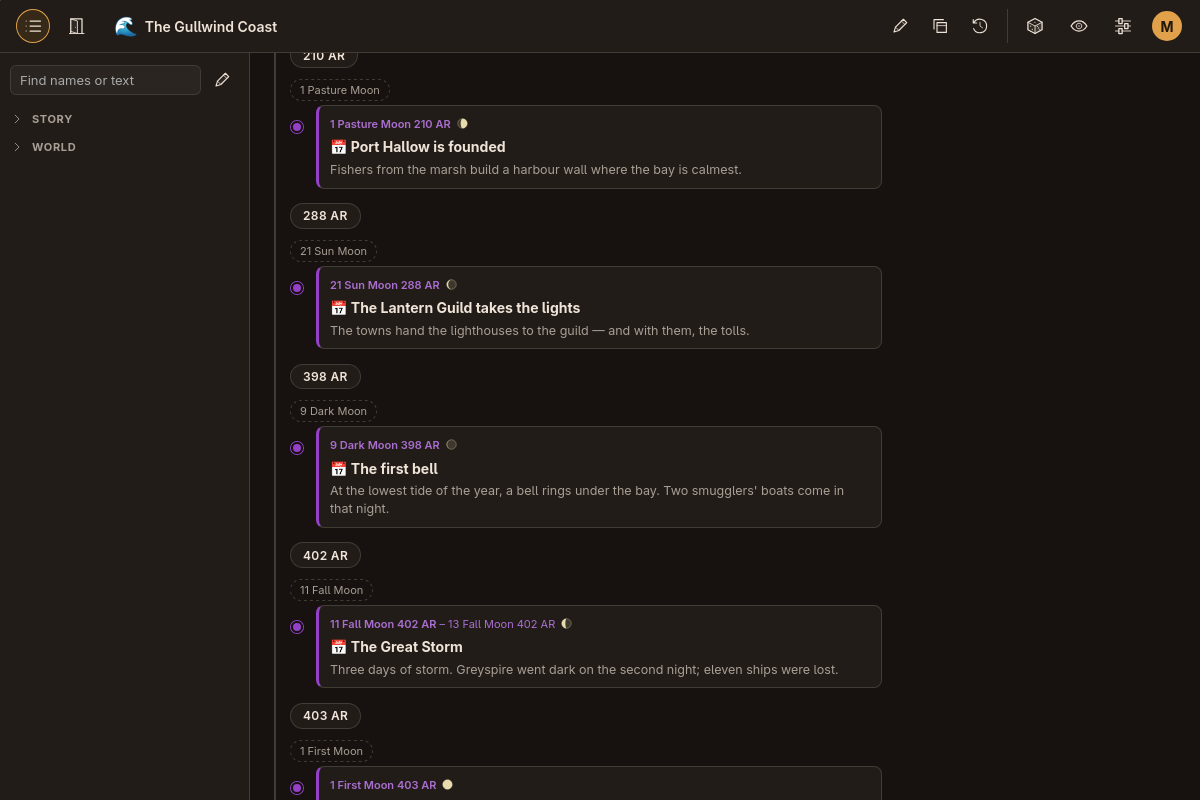 The Gullwind Coast
M
Find names or text
STORY
WORLD
210 AR
1 Pasture Moon
1 Pasture Moon 210 AR
Port Hallow is founded
Fishers from the marsh build a harbour wall where the bay is calmest.
288 AR
21 Sun Moon
21 Sun Moon 288 AR
The Lantern Guild takes the lights
The towns hand the lighthouses to the guild — and with them, the tolls.
398 AR
9 Dark Moon
9 Dark Moon 398 AR
The first bell
At the lowest tide of the year, a bell rings under the bay. Two smugglers' boats come in
that night.
402 AR
11 Fall Moon
11 Fall Moon 402 AR – 13 Fall Moon 402 AR
The Great Storm
Three days of storm. Greyspire went dark on the second night; eleven ships were lost.
403 AR
1 First Moon
1 First Moon 403 AR